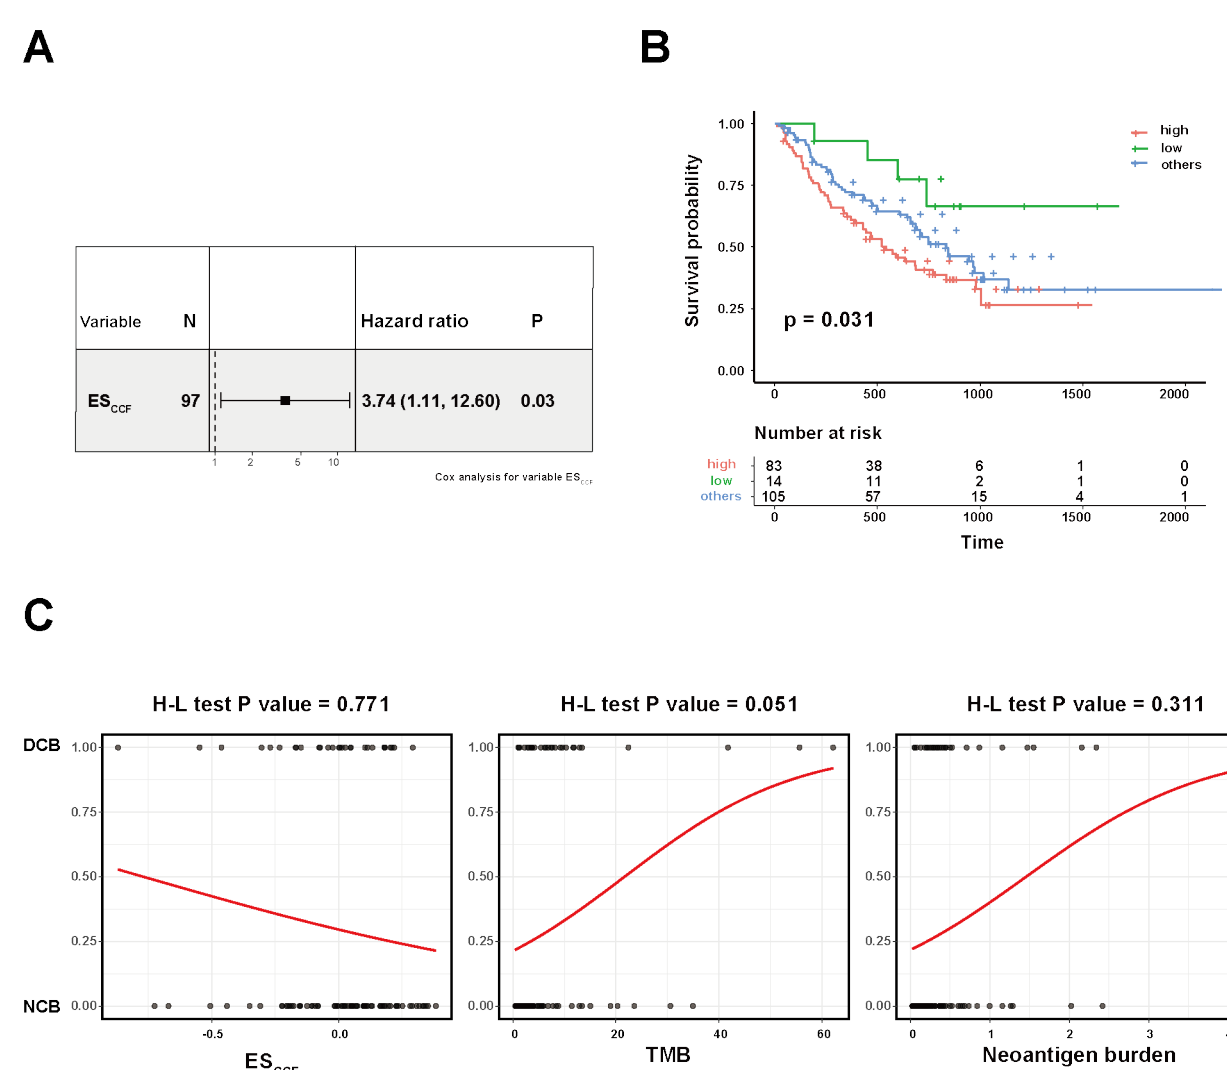 A
Variable N Hazard ratio P
ES_CCF 97 3.74 (1.11, 12.60) 0.03
1 2 5 10
Cox analysis for variable ES_CCF
B
1.00
0.75
0.50
0.25
0.00
Survival probability
p = 0.031
high
low
others
0 500 1000 1500 2000
Number at risk
high 83 38 6 1 0
low 14 11 2 1 0
others 105 57 15 4 1
0 500 1000 1500 2000
Time
C
H-L test P value = 0.771
DCB
1.00
0.75
0.50
0.25
NCB
0.00
-0.5 0.0
ES_CCF
H-L test P value = 0.051
1.00
0.75
0.50
0.25
0.00
0 20 40 60
TMB
H-L test P value = 0.311
1.00
0.75
0.50
0.25
0.00
0 1 2 3
Neoantigen burden